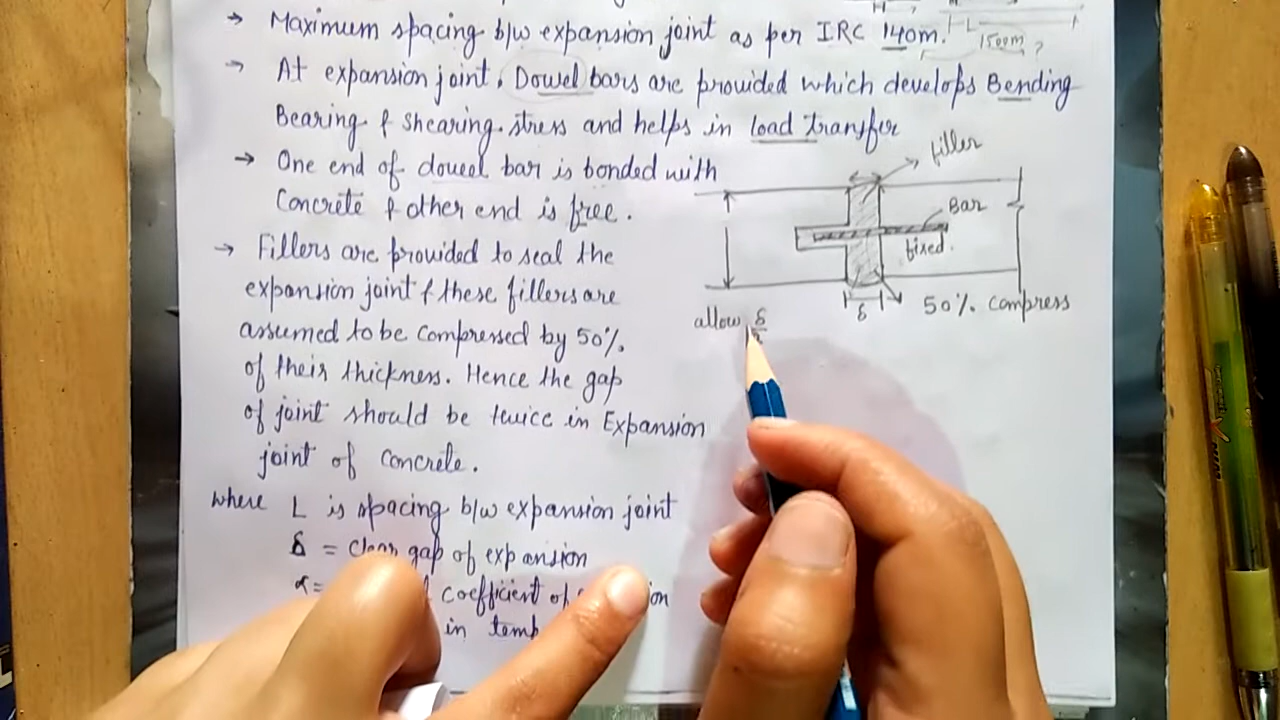 → Maximum spacing b/w expansion joint as per IRC 140m.
L
1500m ?
→ At expansion joint, Dowel bars are provided which develops Bending
Bearing & shearing stress and helps in load transfer
→ One end of dowel bar is bonded with
Concrete & other end is free.
filler
Bar
fixed.
→ Fillers are provided to seal the
expansion joint & these fillers are
assumed to be compressed by 50%
of their thickness. Hence the gap
of joint should be twice in Expansion
joint of concrete.
δ
50% compress
allow δ
where L is spacing b/w expansion joint
δ = clear gap of expansion
α =
coefficient of
in temp